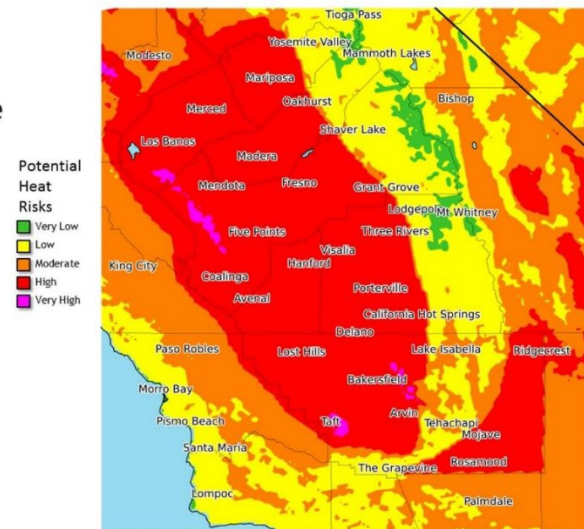 e
Potential
Heat
Risks
Very Low
Low
Moderate
High
Very High
Tioga Pass
Modesto
Yosemite Valley
Mammoth Lakes
Mariposa
Merced
Oakhurst
Bishop
Los Banos
Shaver Lake
Madera
Mendota
Fresno
Grant Grove
Lodgepole
Mt Whitney
Five Points
Three Rivers
Visalia
King City
Hanford
Coalinga
Porterville
Avenal
California Hot Springs
Delano
Paso Robles
Lost Hills
Lake Isabella
Ridgecrest
Morro Bay
Bakersfield
Pismo Beach
Taft
Arvin
Tehachapi
Mojave
Santa Maria
The Grapevine
Rosamond
Lompoc
Palmdale